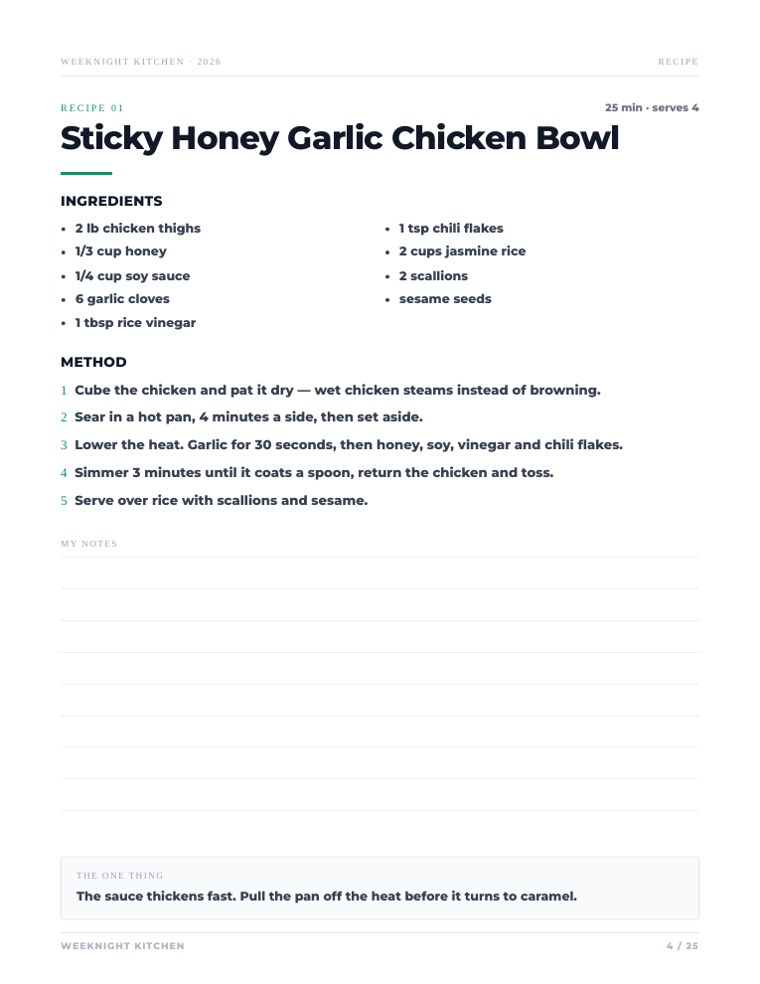 WEEKNIGHT KITCHEN · 2026
RECIPE
RECIPE 01
25 min · serves 4
Sticky Honey Garlic Chicken Bowl
INGREDIENTS
• 2 lb chicken thighs
• 1/3 cup honey
• 1/4 cup soy sauce
• 6 garlic cloves
• 1 tbsp rice vinegar
• 1 tsp chili flakes
• 2 cups jasmine rice
• 2 scallions
• sesame seeds
METHOD
1 Cube the chicken and pat it dry — wet chicken steams instead of browning.
2 Sear in a hot pan, 4 minutes a side, then set aside.
3 Lower the heat. Garlic for 30 seconds, then honey, soy, vinegar and chili flakes.
4 Simmer 3 minutes until it coats a spoon, return the chicken and toss.
5 Serve over rice with scallions and sesame.
MY NOTES
THE ONE THING
The sauce thickens fast. Pull the pan off the heat before it turns to caramel.
WEEKNIGHT KITCHEN
4 / 25